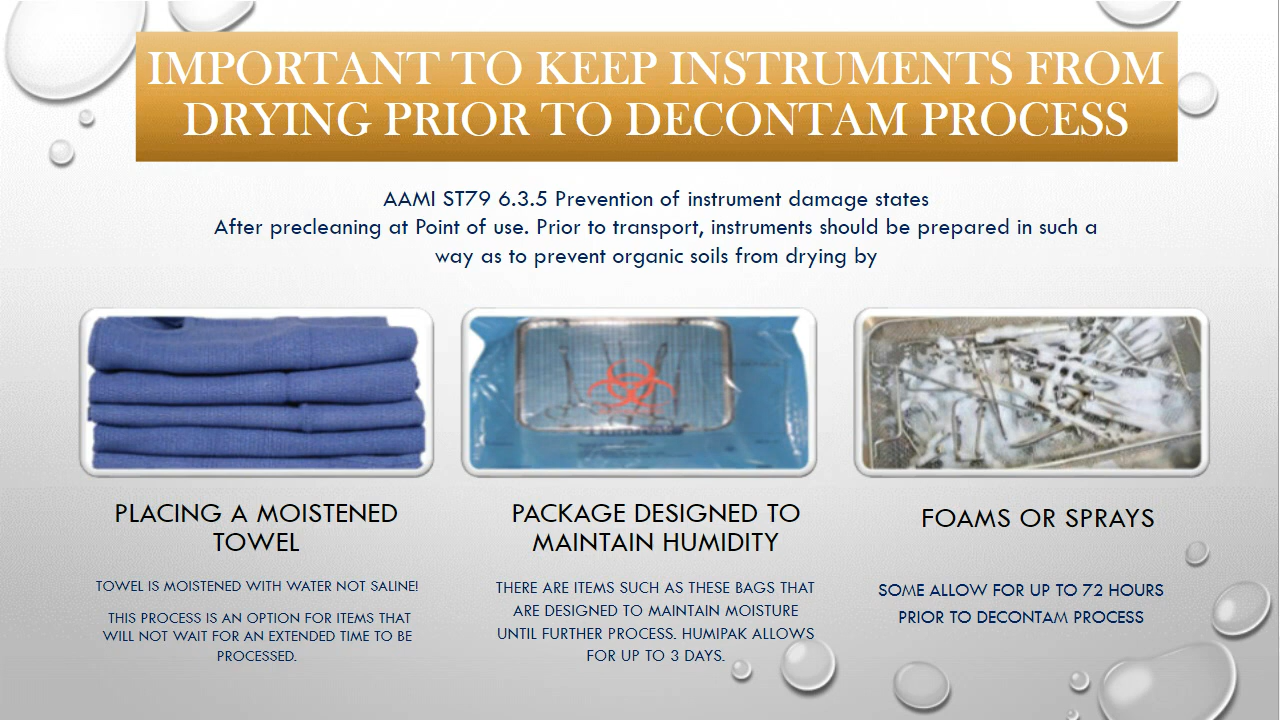 IMPORTANT TO KEEP INSTRUMENTS FROM
DRYING PRIOR TO DECONTAM PROCESS
AAMI ST79 6.3.5 Prevention of instrument damage states
After precleaning at Point of use. Prior to transport, instruments should be prepared in such a
way as to prevent organic soils from drying by
PLACING A MOISTENED
TOWEL
TOWEL IS MOISTENED WITH WATER NOT SALINE!
THIS PROCESS IS AN OPTION FOR ITEMS THAT
WILL NOT WAIT FOR AN EXTENDED TIME TO BE
PROCESSED.
PACKAGE DESIGNED TO
MAINTAIN HUMIDITY
THERE ARE ITEMS SUCH AS THESE BAGS THAT
ARE DESIGNED TO MAINTAIN MOISTURE
UNTIL FURTHER PROCESS. HUMIPAK ALLOWS
FOR UP TO 3 DAYS.
FOAMS OR SPRAYS
SOME ALLOW FOR UP TO 72 HOURS
PRIOR TO DECONTAM PROCESS